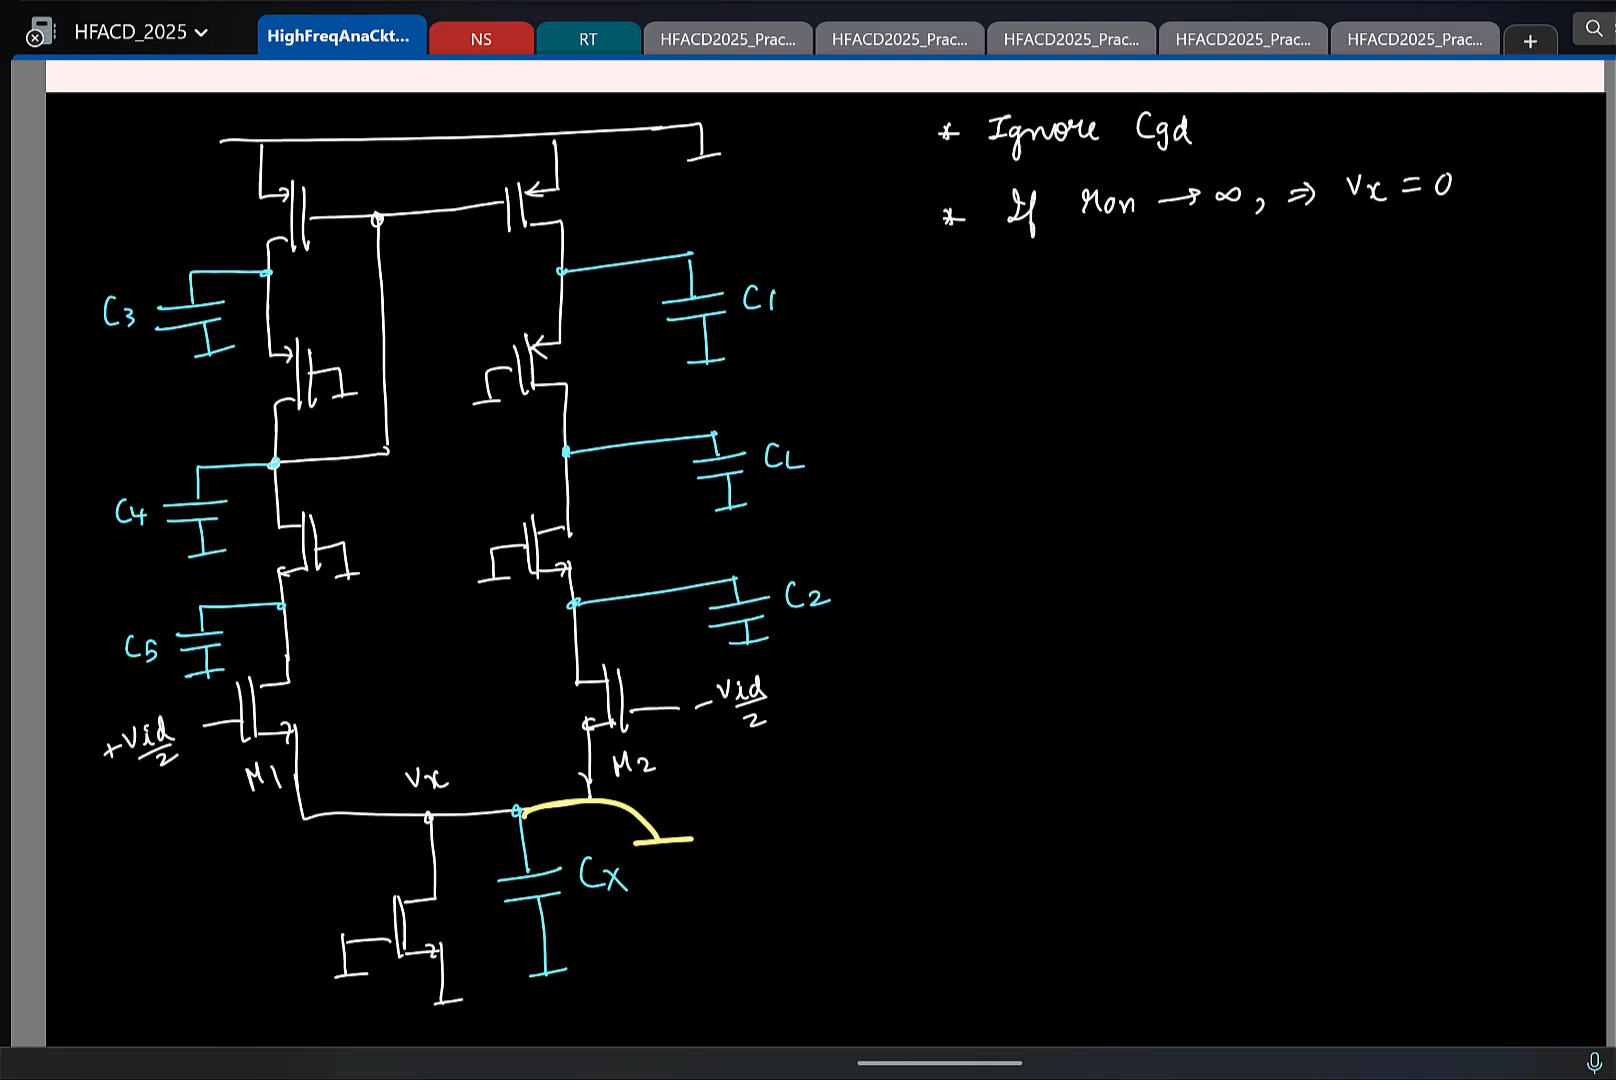 HFACD_2025
HighFreqAnaCkt...
NS
RT
HFACD2025_Prac...
HFACD2025_Prac...
HFACD2025_Prac...
HFACD2025_Prac...
HFACD2025_Prac...
* Ignore Cgd
* If ron → ∞, ⇒ Vx = 0
C3
C1
C4
CL
C5
C2
+Vid/2
-Vid/2
M1
Vx
M2
Cx